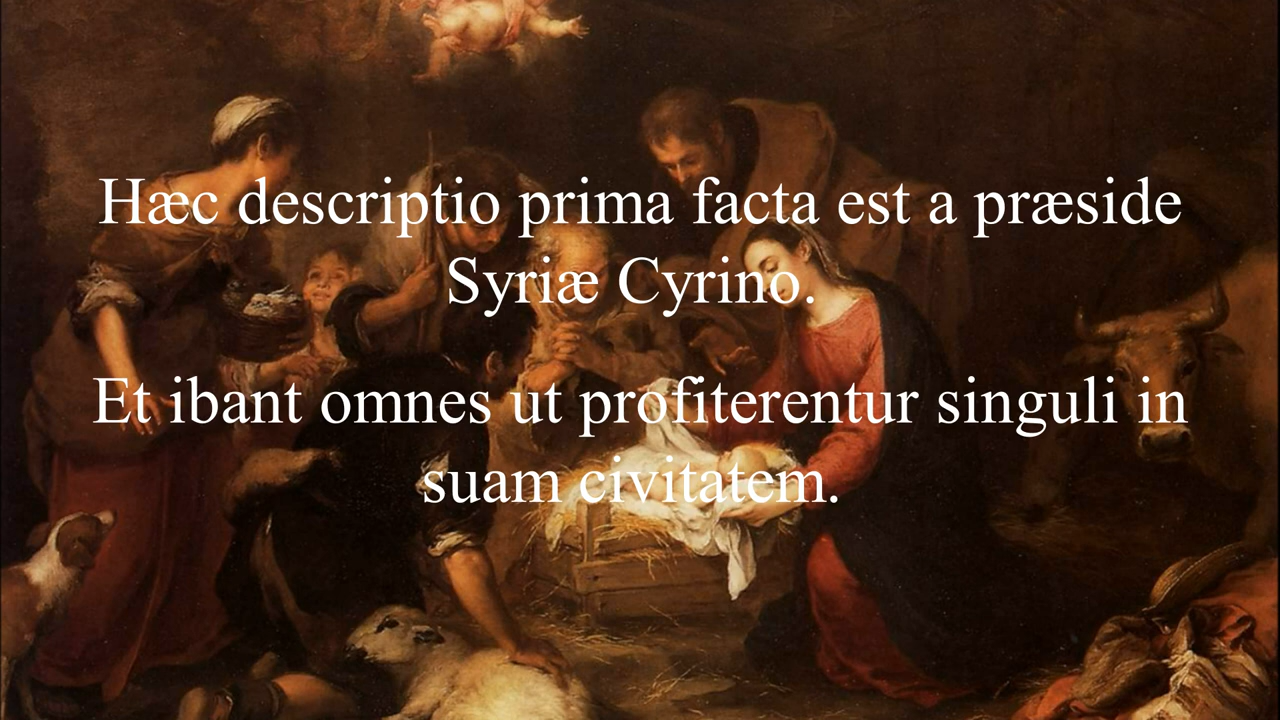 Hæc descriptio prima facta est a præside
Syriæ Cyrino.
Et ibant omnes ut profiterentur singuli in
suam civitatem.